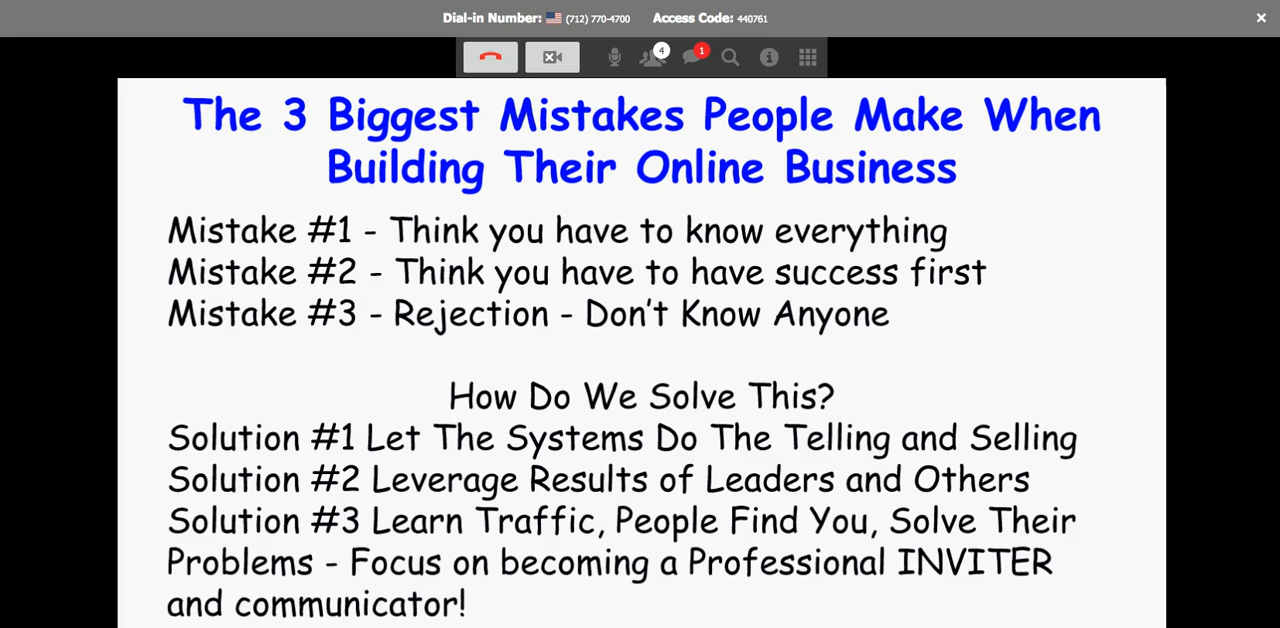 Dial-in Number: (712) 770-4700 Access Code: 440761
4 1
The 3 Biggest Mistakes People Make When
Building Their Online Business
Mistake #1 - Think you have to know everything
Mistake #2 - Think you have to have success first
Mistake #3 - Rejection - Don't Know Anyone
How Do We Solve This?
Solution #1 Let The Systems Do The Telling and Selling
Solution #2 Leverage Results of Leaders and Others
Solution #3 Learn Traffic, People Find You, Solve Their
Problems - Focus on becoming a Professional INVITER
and communicator!